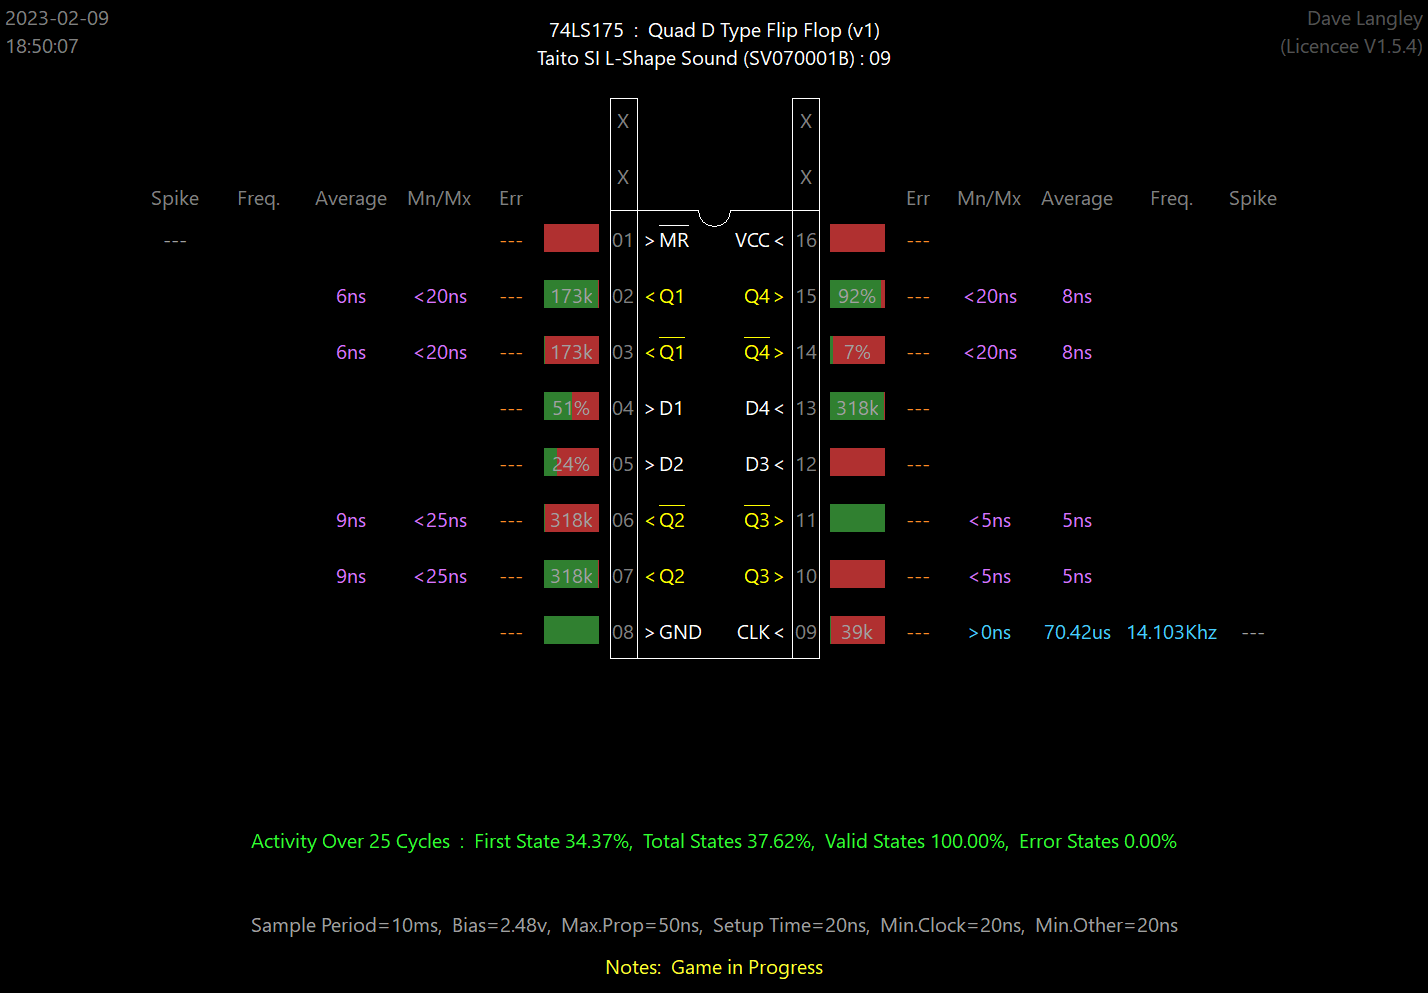 2023-02-09
18:50:07
74LS175 : Quad D Type Flip Flop (v1)
Taito SI L-Shape Sound (SV070001B) : 09
Dave Langley
(Licencee V1.5.4)
X X
X X
Spike Freq. Average Mn/Mx Err Err Mn/Mx Average Freq. Spike
--- --- 01 >MR VCC< 16 ---
6ns <20ns --- 173k 02 <Q1 Q4> 15 92% --- <20ns 8ns
6ns <20ns --- 173k 03 <Q1 Q4> 14 7% --- <20ns 8ns
--- 51% 04 >D1 D4< 13 318k ---
--- 24% 05 >D2 D3< 12 ---
9ns <25ns --- 318k 06 <Q2 Q3> 11 --- <5ns 5ns
9ns <25ns --- 318k 07 <Q2 Q3> 10 --- <5ns 5ns
--- 08 >GND CLK< 09 39k --- >0ns 70.42us 14.103Khz ---
Activity Over 25 Cycles : First State 34.37%, Total States 37.62%, Valid States 100.00%, Error States 0.00%
Sample Period=10ms, Bias=2.48v, Max.Prop=50ns, Setup Time=20ns, Min.Clock=20ns, Min.Other=20ns
Notes: Game in Progress